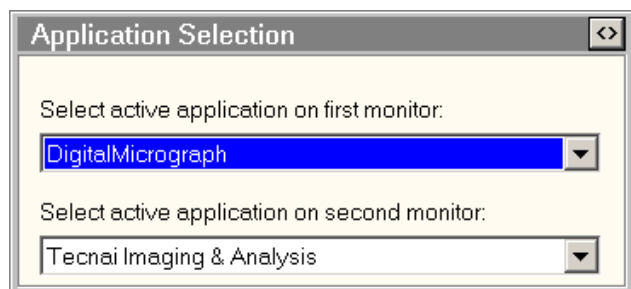 Application Selection
<>
Select active application on first monitor:
DigitalMicrograph
Select active application on second monitor:
Tecnai Imaging & Analysis